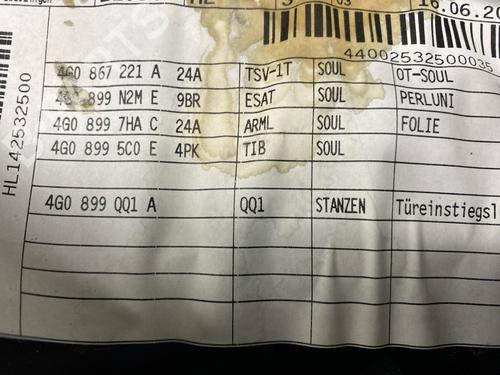 16.06.20
44002532500035
HL142532500
4G0 867 221 A 24A TSV-1T SOUL OT-SOUL
899 N2M E 9BR ESAT SOUL PERLUNI
4G0 899 7HA C 24A ARML SOUL FOLIE
4G0 899 5C0 E 4PK TIB SOUL
4G0 899 QQ1 A QQ1 STANZEN Türeinstiegsl